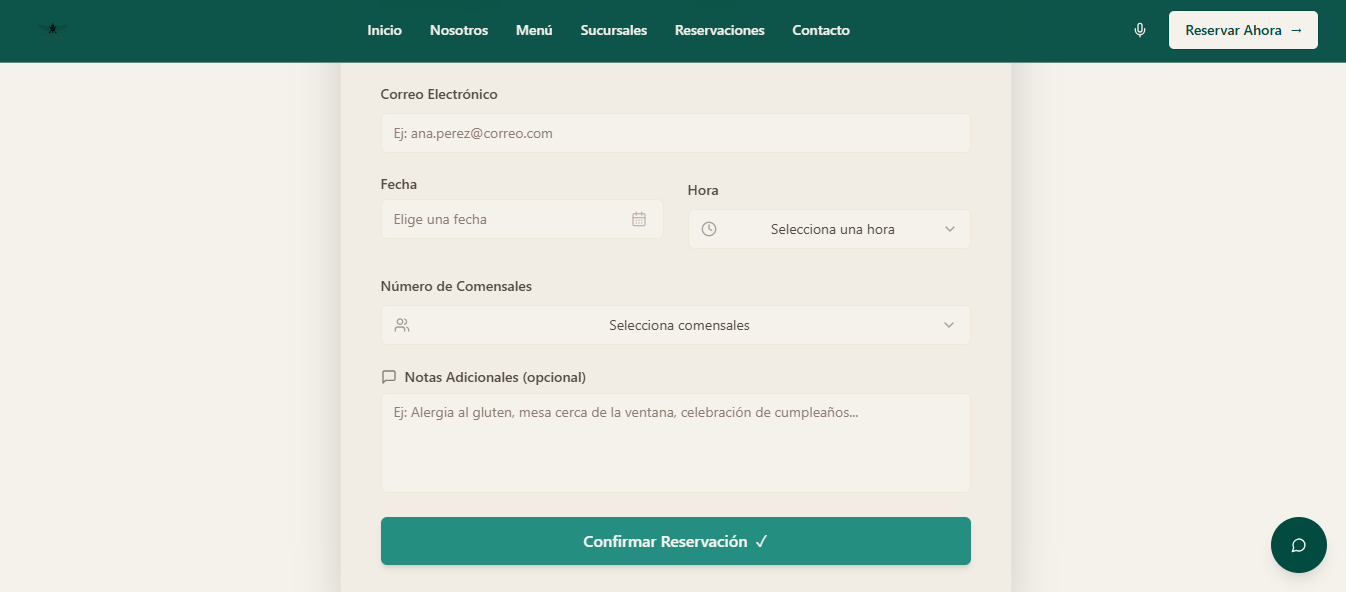 Inicio Nosotros Menú Sucursales Reservaciones Contacto Reservar Ahora →
Correo Electrónico
Ej: ana.perez@correo.com
Fecha
Hora
Elige una fecha
Selecciona una hora
Número de Comensales
Selecciona comensales
Notas Adicionales (opcional)
Ej: Alergia al gluten, mesa cerca de la ventana, celebración de cumpleaños...
Confirmar Reservación ✓